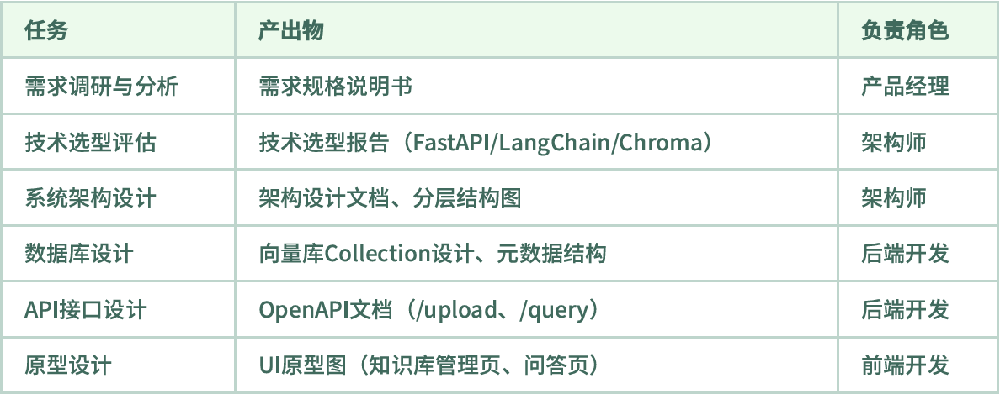 任务 产出物 负责角色
需求调研与分析 需求规格说明书 产品经理
技术选型评估 技术选型报告（FastAPI/LangChain/Chroma） 架构师
系统架构设计 架构设计文档、分层结构图 架构师
数据库设计 向量库Collection设计、元数据结构 后端开发
API接口设计 OpenAPI文档（/upload、/query） 后端开发
原型设计 UI原型图（知识库管理页、问答页） 前端开发